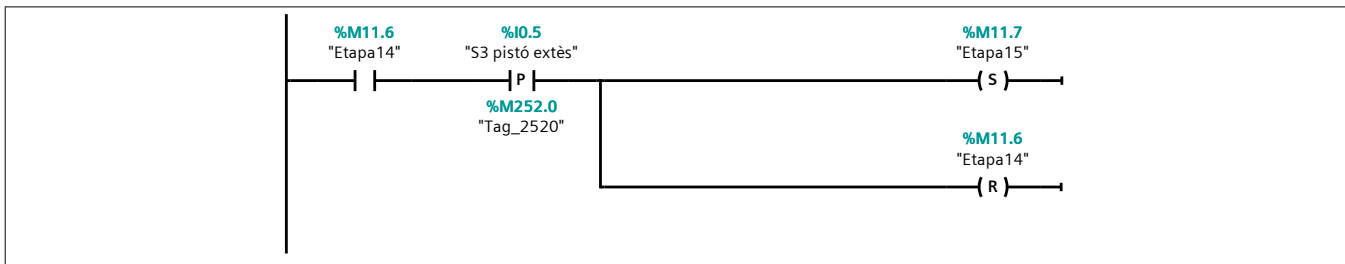 %M11.6
"Etapa14"
%I0.5
"S3 pistó extès"
%M11.7
"Etapa15"
P
S
%M252.0
"Tag_2520"
%M11.6
"Etapa14"
R